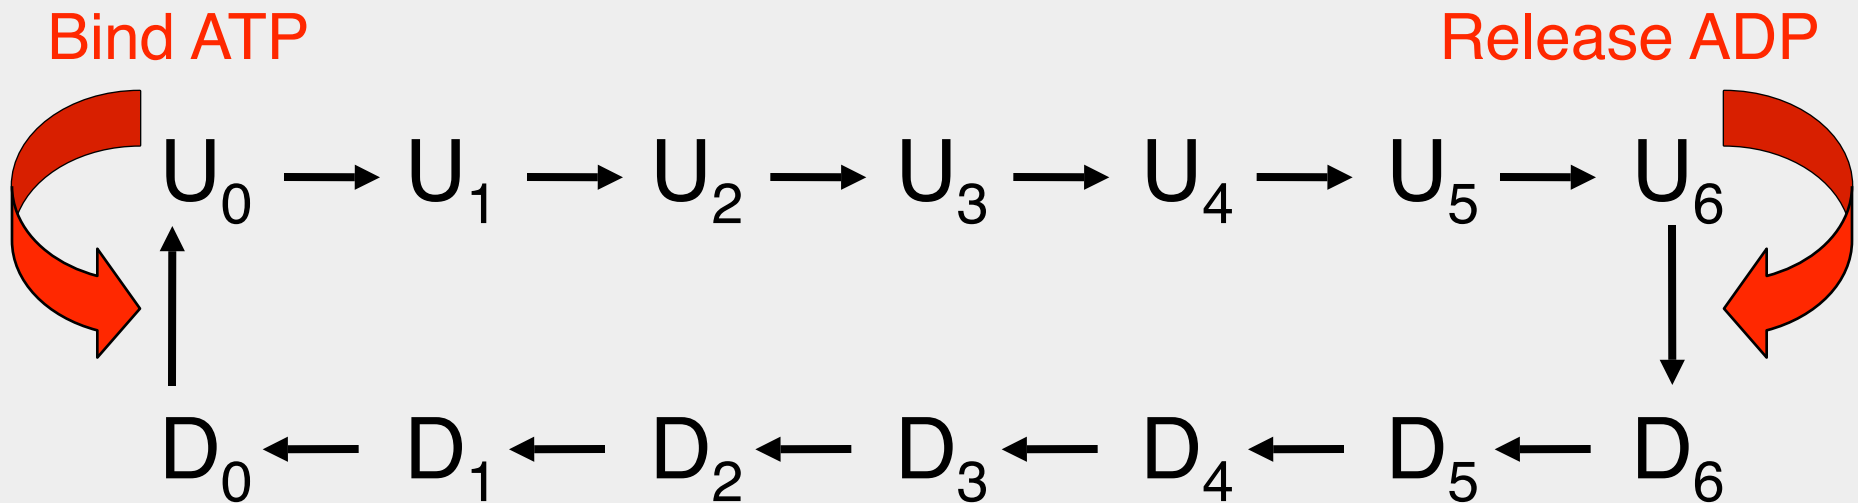 Bind ATP Release ADP
U0 U1 U2 U3 U4 U5 U6
D0 D1 D2 D3 D4 D5 D6